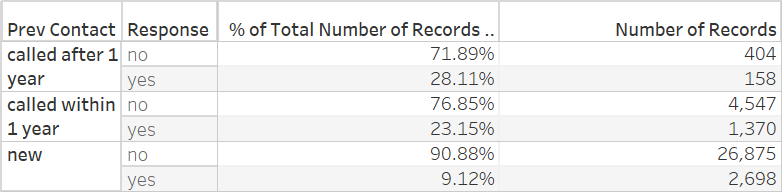 Prev Contact Response % of Total Number of Records .. Number of Records
called after 1 no 71.89% 404
year yes 28.11% 158
called within no 76.85% 4,547
1 year yes 23.15% 1,370
new no 90.88% 26,875
yes 9.12% 2,698